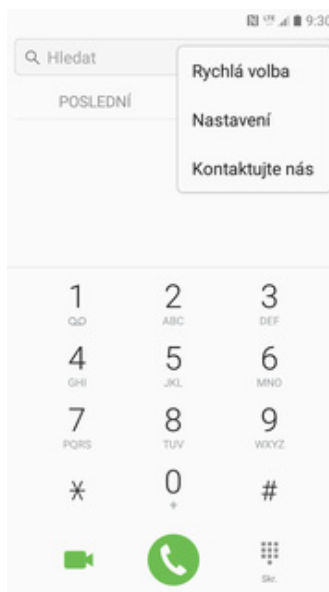 9:30
Hledat
Rychlá volba
POSLEDNÍ
Nastavení
Kontaktujte nás
1 2 3
ABC DEF
4 5 6
GHI JKL MNO
7 8 9
PQRS TUV WXYZ
* 0 #
+
Skr.